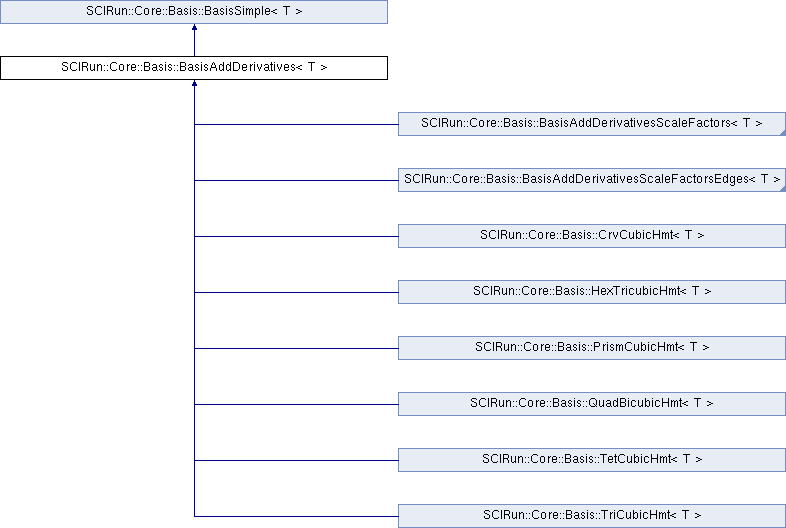 SCIRun::Core::Basis::BasisSimple< T >
SCIRun::Core::Basis::BasisAddDerivatives< T >
SCIRun::Core::Basis::BasisAddDerivativesScaleFactors< T >
SCIRun::Core::Basis::BasisAddDerivativesScaleFactorsEdges< T >
SCIRun::Core::Basis::CrvCubicHmt< T >
SCIRun::Core::Basis::HexTricubicHmt< T >
SCIRun::Core::Basis::PrismCubicHmt< T >
SCIRun::Core::Basis::QuadBicubicHmt< T >
SCIRun::Core::Basis::TetCubicHmt< T >
SCIRun::Core::Basis::TriCubicHmt< T >